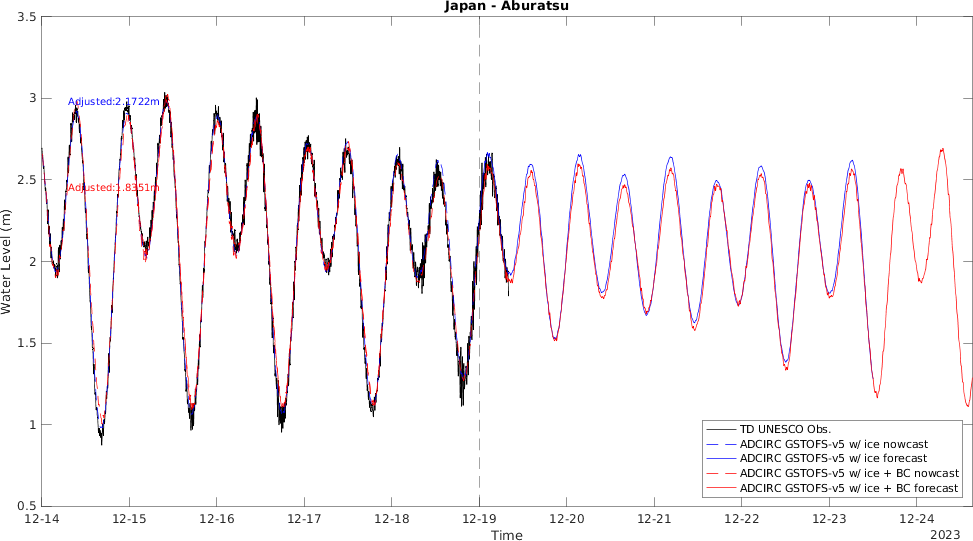 Japan - Aburatsu
3.5
3
2.5
2
1.5
1
0.5
Water Level (m)
Adjusted:2.1722m
Adjusted:1.8351m
TD UNESCO Obs.
ADCIRC GSTOFS-v5 w/ ice nowcast
ADCIRC GSTOFS-v5 w/ ice forecast
ADCIRC GSTOFS-v5 w/ ice + BC nowcast
ADCIRC GSTOFS-v5 w/ ice + BC forecast
12-14 12-15 12-16 12-17 12-18 12-19 12-20 12-21 12-22 12-23 12-24
Time
2023